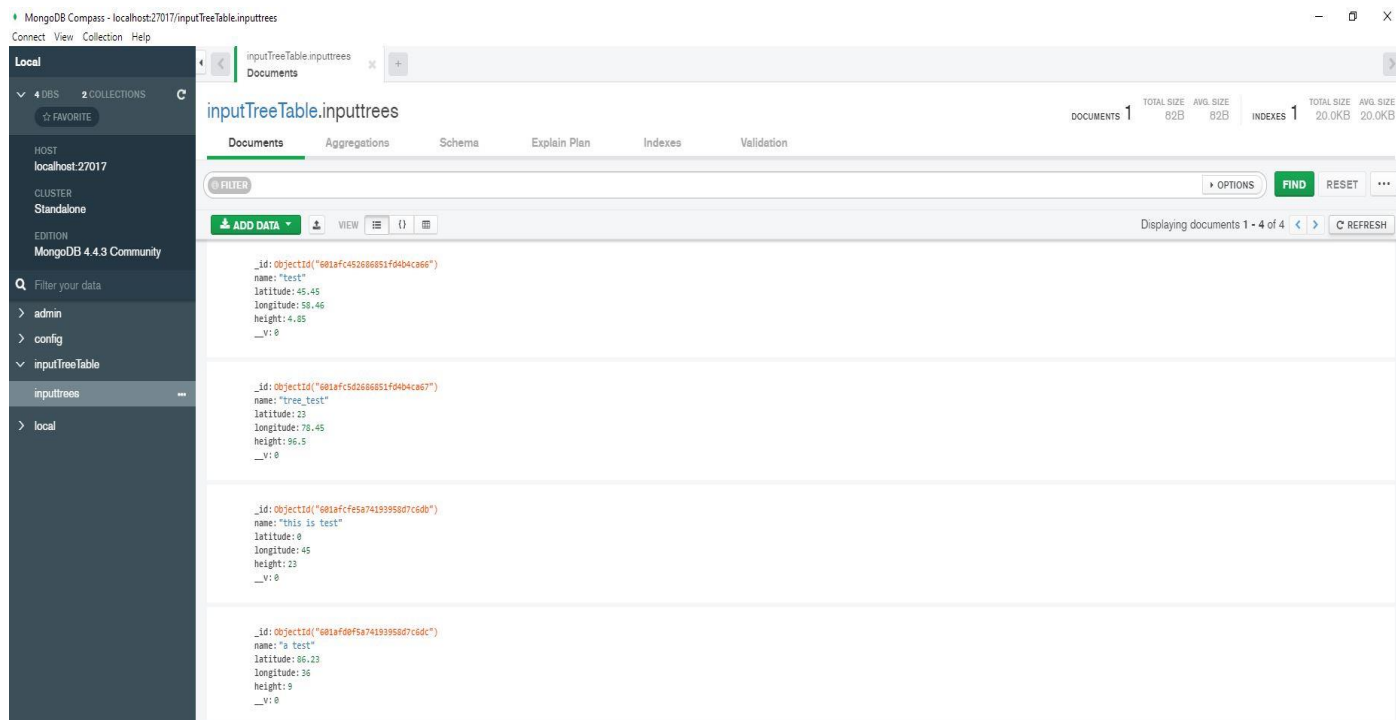 MongoDB Compass - localhost:27017/inputTreeTable.inputtrees
Connect View Collection Help
Local
4 DBS 2 COLLECTIONS
☆ FAVORITE
HOST
localhost:27017
CLUSTER
Standalone
EDITION
MongoDB 4.4.3 Community
Filter your data
admin
config
inputTreeTable
inputtrees
local
inputTreeTable.inputtrees
Documents
inputTreeTable.inputtrees
DOCUMENTS 1 TOTAL SIZE 82B AVG. SIZE 82B INDEXES 1 TOTAL SIZE 20.0KB AVG. SIZE 20.0KB
Documents Aggregations Schema Explain Plan Indexes Validation
FILTER OPTIONS FIND RESET ...
ADD DATA VIEW {} Displaying documents 1 - 4 of 4 < > REFRESH
_id: ObjectId("601afc452686851fd4b4ca66")
name: "test"
latitude: 45.45
longitude: 58.46
height: 4.85
__v: 0
_id: ObjectId("601afc5d2686851fd4b4ca67")
name: "tree_test"
latitude: 23
longitude: 78.45
height: 96.5
__v: 0
_id: ObjectId("601afcfe5a74193958d7c6db")
name: "this is test"
latitude: 0
longitude: 45
height: 23
__v: 0
_id: ObjectId("601afd0f5a74193958d7c6dc")
name: "a test"
latitude: 86.23
longitude: 36
height: 9
__v: 0